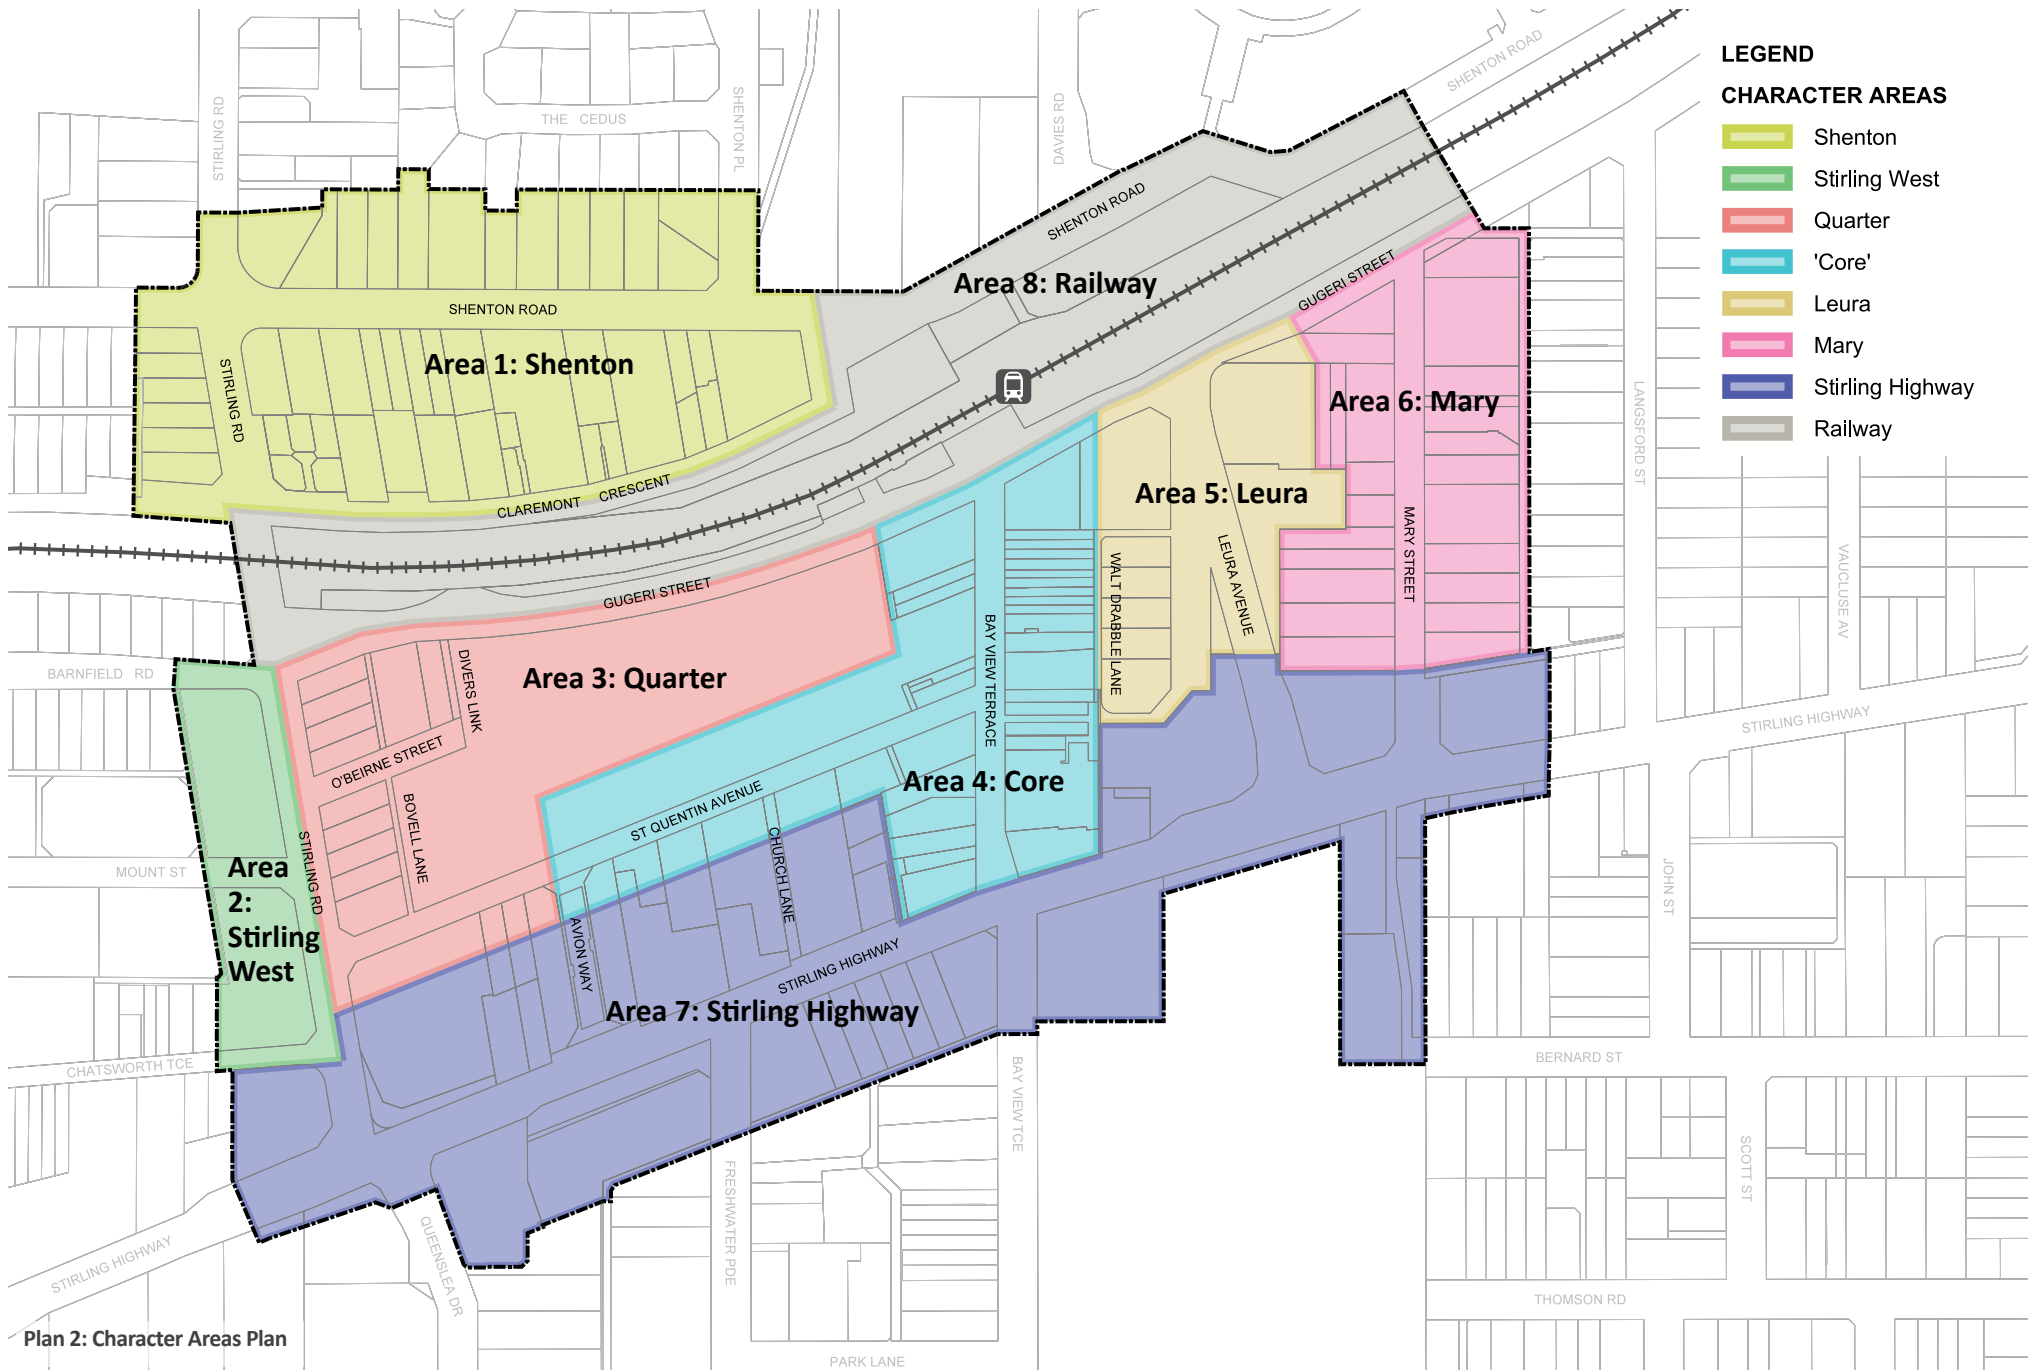 LEGEND
CHARACTER AREAS
Shenton
Stirling West
Quarter
'Core'
Leura
Mary
Stirling Highway
Railway
SHENTON ROAD
STIRLING RD
THE CEDUS
SHENTON PL
DAVIES RD
SHENTON ROAD
Area 8: Railway
GUGERI STREET
SHENTON ROAD
Area 1: Shenton
STIRLING RD
CLAREMONT CRESCENT
Area 6: Mary
LANGSFORD ST
Area 5: Leura
MARY STREET
LEURA AVENUE
WALT DRABBLE LANE
VAUCLUSE AV
GUGERI STREET
BARNFIELD RD
DIVERS LINK
Area 3: Quarter
BAY VIEW TERRACE
STIRLING HIGHWAY
O'BEIRNE STREET
BOVELL LANE
Area 4: Core
ST QUENTIN AVENUE
CHURCH LANE
MOUNT ST
STIRLING RD
Area
2:
Stirling
West
JOHN ST
AVION WAY
STIRLING HIGHWAY
Area 7: Stirling Highway
CHATSWORTH TCE
BERNARD ST
BAY VIEW TCE
SCOTT ST
FRESHWATER PDE
QUEENSLEA DR
STIRLING HIGHWAY
THOMSON RD
Plan 2: Character Areas Plan
PARK LANE